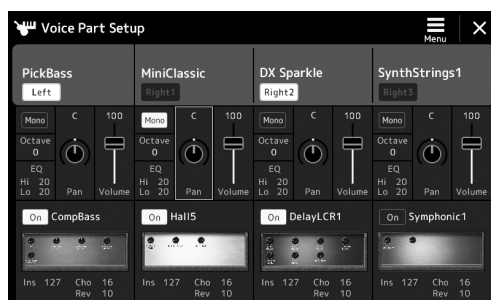 Voice Part Setup
Menu
PickBass MiniClassic DX Sparkle SynthStrings1
Left Right1 Right2 Right3
Mono C 100 Mono C 100 Mono C 100 Mono C 100
Octave Octave Octave Octave
0 0 0 0
EQ EQ EQ EQ
Hi 20 Hi 20 Hi 20 Hi 20
Lo 20 Pan Volume Lo 20 Pan Volume Lo 20 Pan Volume Lo 20 Pan Volume
On CompBass On Hall5 On DelayLCR1 On Symphonic1
Ins 127 Cho 16 Ins 127 Cho 16 Ins 127 Cho 16 Ins 127 Cho 16
Rev 10 Rev 10 Rev 10 Rev 10